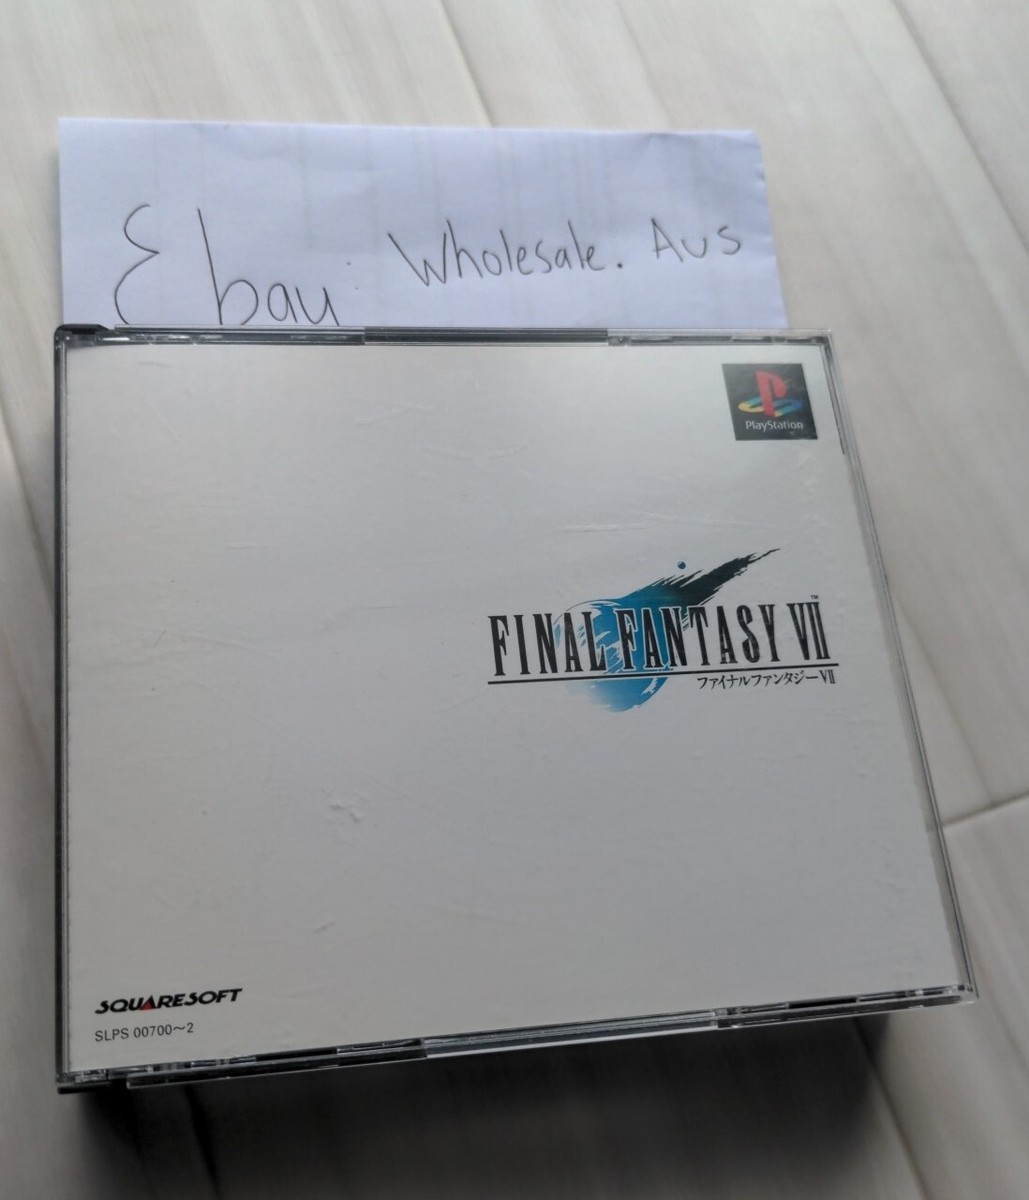 Ebay Wholesale. Aus
PlayStation
FINAL FANTASY VII™
ファイナルファンタジーVII
SQUARESOFT
SLPS 00700～2